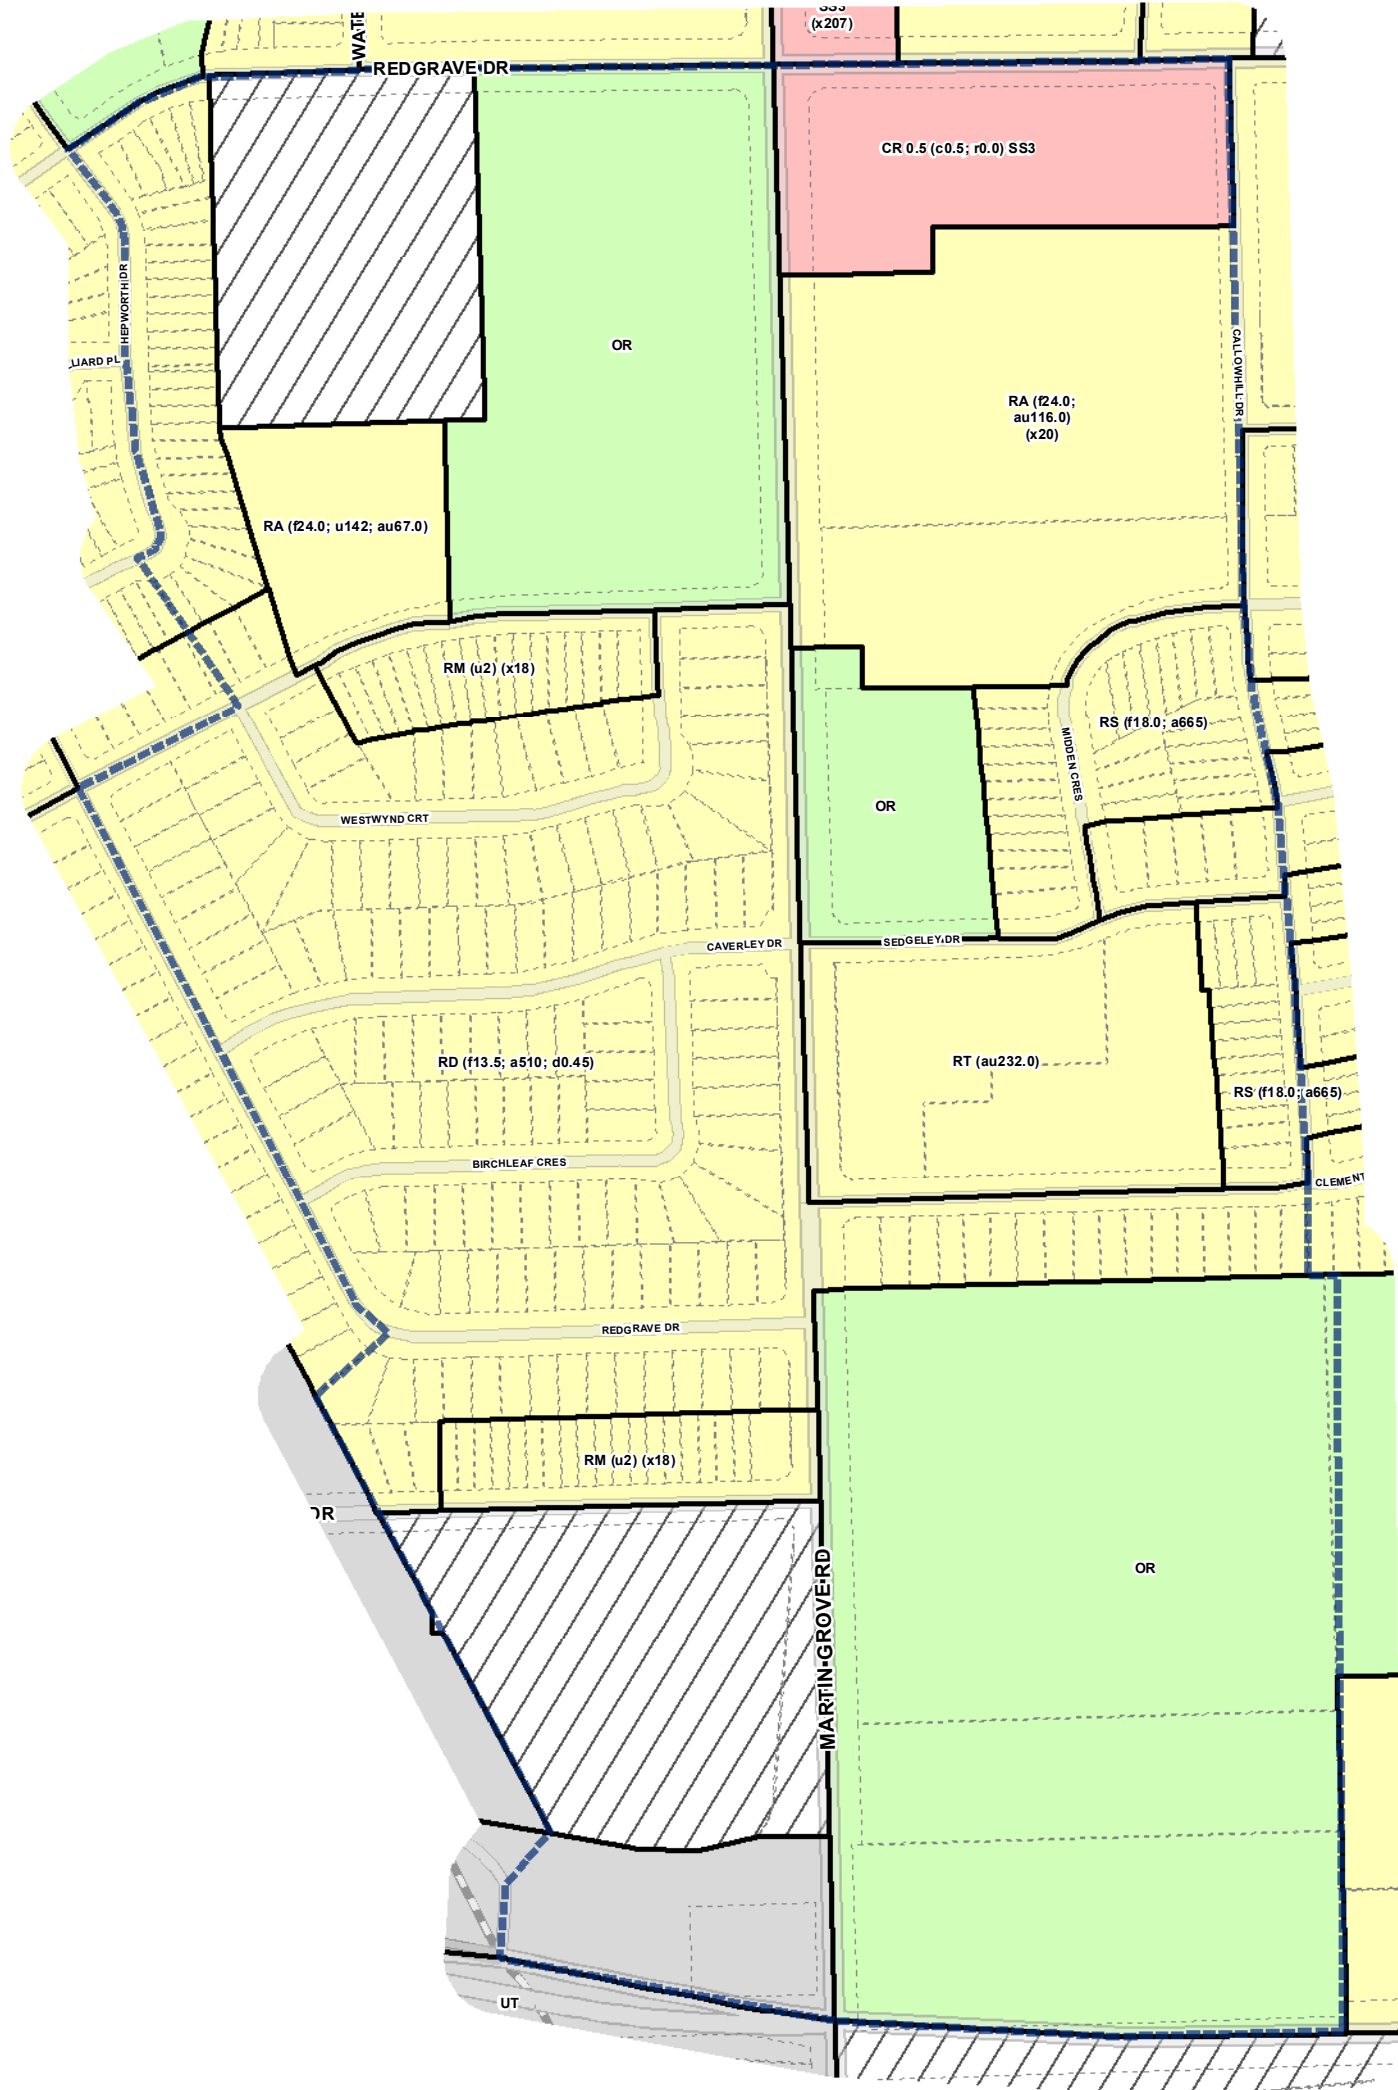 SS3
(x207)
WATE
REDGRAVE DR
CR 0.5 (c0.5; r0.0) SS3
HEPWORTH DR
LIARD PL
OR
CALLOWHILL DR
RA (f24.0;
au116.0)
(x20)
RA (f24.0; u142; au67.0)
RM (u2) (x18)
RS (f18.0; a665)
MIDDEN CRES
OR
WESTWYND CRT
CAVERLEY DR
SEDGELEY DR
RD (f13.5; a510; d0.45)
RT (au232.0)
RS (f18.0; a665)
BIRCHLEAF CRES
CLEMENT
REDGRAVE DR
RM (u2) (x18)
DR
OR
MARTIN GROVE RD
UT